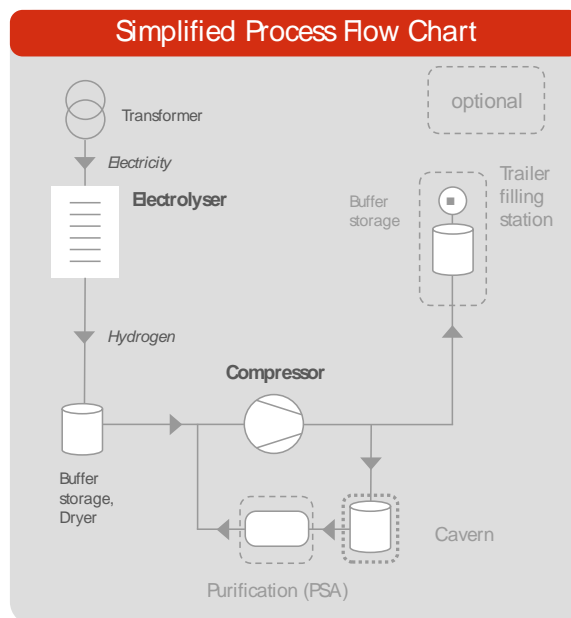 Simplified Process Flow Chart
Transformer
optional
Electricity
Electrolyser
Buffer
storage
Trailer
filling
station
Hydrogen
Compressor
Buffer
storage,
Dryer
Cavern
Purification (PSA)